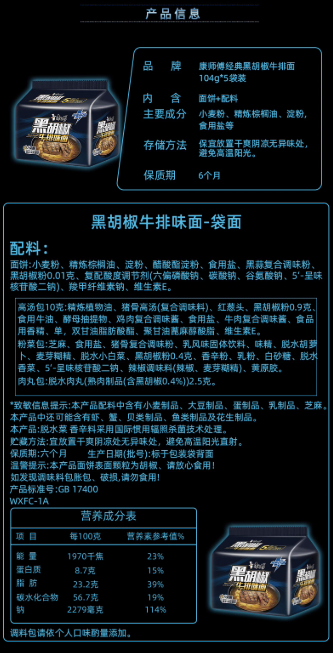 产品信息
品 牌 康师傅经典黑胡椒牛排面
104g*5袋装
内 含 面饼+配料
主要成分 小麦粉、精炼棕榈油、淀粉,
食用盐等
存储方法 保宜放置干爽阴凉无异味处,
避免高温阳光。
保质期 6个月
黑胡椒
牛排味面
黑胡椒牛排味面-袋面
配料:
面饼:小麦粉、精炼棕榈油、淀粉、醋酸酯淀粉、食用盐、黑蒜复合调味粉、
黑胡椒粉0.01克、复配酸度调节剂(六偏磷酸钠、碳酸钠、谷氨酸钠、5'-呈味
核苷酸二钠)、羧甲纤维素钠、维生素E。
高汤包10克:精炼植物油、猪骨高汤(复合调味料)、红葱头、黑胡椒粉0.9克、
食用牛油、酵母抽提物、鸡肉复合调味酱、食用盐、牛肉复合调味酱、食品
用香精、单,双甘油脂肪酸酯、聚甘油蓖麻醇酸酯、维生素E。
粉菜包:芝麻、食用盐、猪骨复合调味粉、乳风味固体饮料、味精、脱水胡萝
卜、麦芽糊精、脱水小白菜、黑胡椒粉0.4克、香辛粉、乳粉、白砂糖、脱水
香菜、5'-呈味核苷酸二钠、辣椒调味料(辣椒、麦芽糊精)、黄原胶。
肉丸包:脱水肉丸(熟肉制品(含黑胡椒0.4%))2.5克。
*致敏信息提示:本产品配料中含有小麦制品、大豆制品、蛋制品、乳制品、芝麻。
本产品中还可能含有虾、蟹、贝类制品、鱼类制品及花生制品。
本产品:脱水菜 香辛料采用国际惯用辐照杀菌技术处理。
贮藏方法:宜放置干爽阴凉处无异味处,避免高温阳光直射。
保质期:六个月 生产日期(批号):标于包装袋背面
温馨提示:本产品面饼表面颗粒为胡椒、请放心食用!
如发现调味料包胀包、破损,请勿食用!
产品标准号:GB 17400
WXFC-1A
营养成分表
项 目 每100克 营养素参考值%
能 量 1970千焦 23%
蛋白质 8.7克 15%
脂 肪 23.2克 39%
碳水化合物 56.7克 19%
钠 2279毫克 114%
黑胡椒
牛排味面
调料包请依个人口味酌量添加。